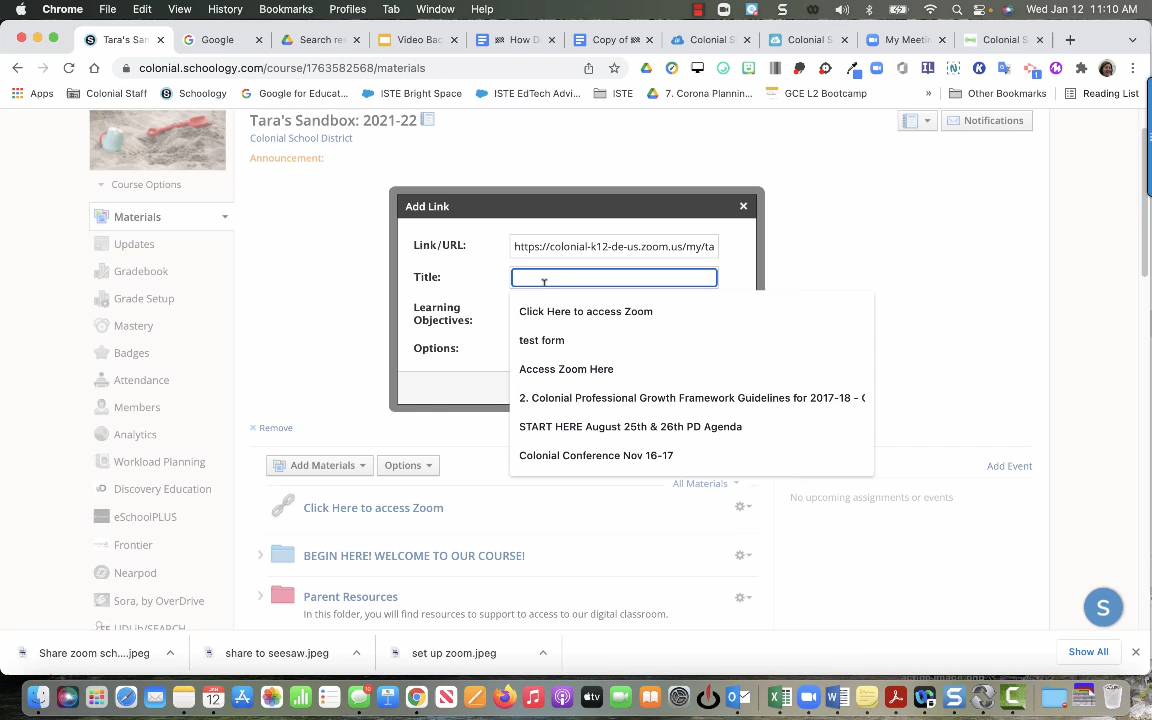 Chrome File Edit View History Bookmarks Profiles Tab Window Help Wed Jan 12 11:10 AM
Tara's San Google Search re Video Bac How D Copy of Colonial S Colonial S My Meetin Colonial S
colonial.schoology.com/course/1763582568/materials
Apps Colonial Staff Schoology Google for Educat... ISTE Bright Space ISTE EdTech Advi... ISTE 7. Corona Plannin... GCE L2 Bootcamp » Other Bookmarks Reading List
Tara's Sandbox: 2021-22
Notifications
Colonial School District
Announcement:
Course Options
Materials
Updates
Gradebook
Grade Setup
Mastery
Badges
Attendance
Members
Analytics
Workload Planning
Discovery Education
eSchoolPLUS
Frontier
Nearpod
Sora, by OverDrive
UDLib/SEARCH
Add Link
Link/URL: https://colonial-k12-de-us.zoom.us/my/ta
Title:
Learning
Objectives:
Options:
Click Here to access Zoom
test form
Access Zoom Here
2. Colonial Professional Growth Framework Guidelines for 2017-18 -
START HERE August 25th & 26th PD Agenda
Colonial Conference Nov 16-17
Remove
Add Materials Options
Add Event
All Materials
No upcoming assignments or events
Click Here to access Zoom
BEGIN HERE! WELCOME TO OUR COURSE!
Parent Resources
In this folder, you will find resources to support to access to our digital classroom.
S
Share zoom sch....jpeg share to seesaw.jpeg set up zoom.jpeg Show All